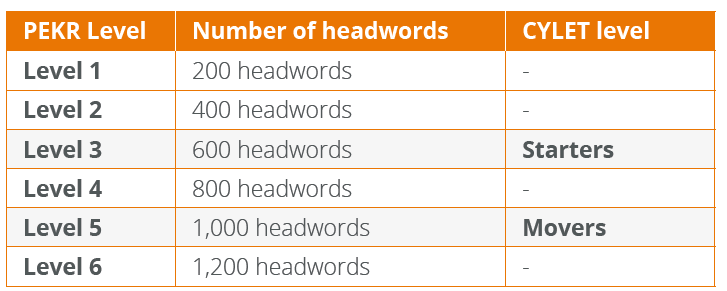 PEKR Level Number of headwords CYLET level
Level 1 200 headwords -
Level 2 400 headwords -
Level 3 600 headwords Starters
Level 4 800 headwords -
Level 5 1,000 headwords Movers
Level 6 1,200 headwords -